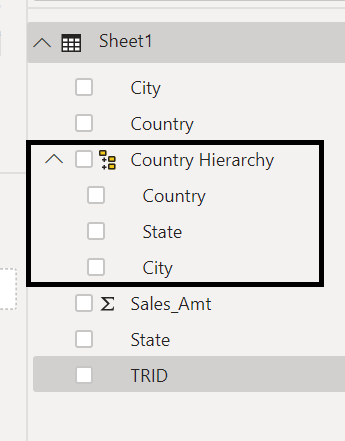 Sheet1
City
Country
Country Hierarchy
Country
State
City
Sales_Amt
State
TRID